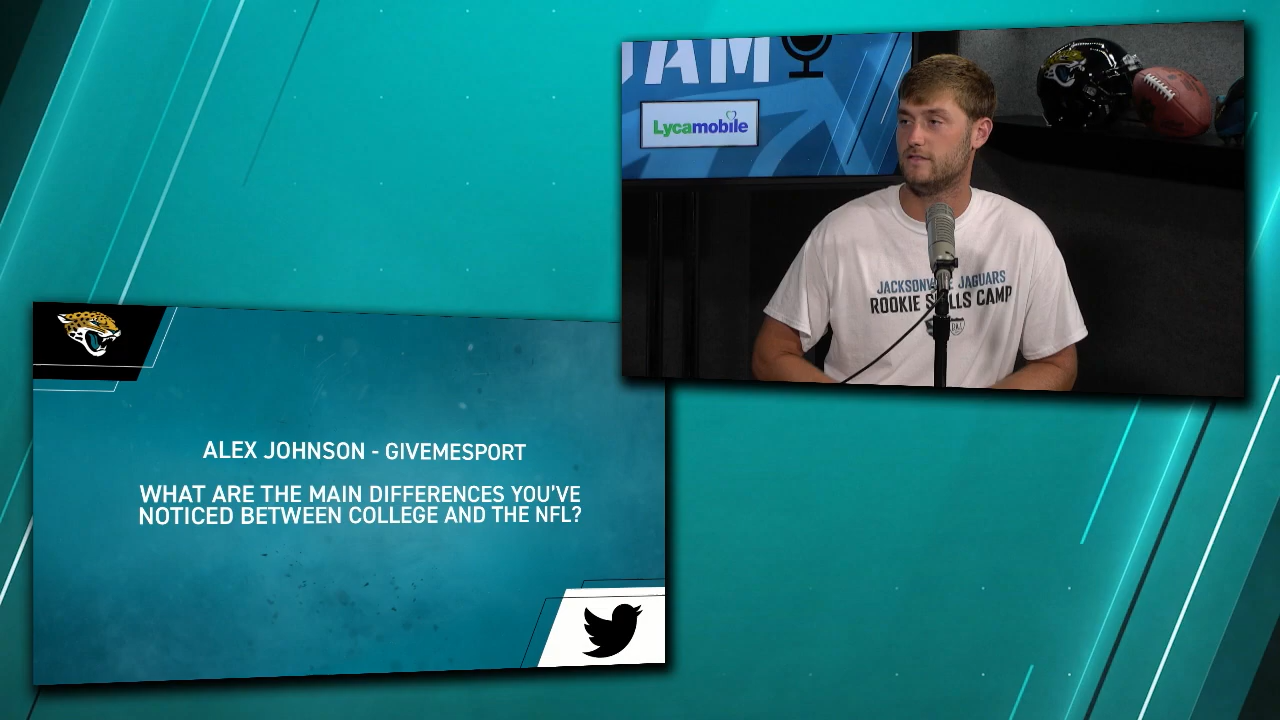 JAM
Lycamobile
JACKSONVILLE JAGUARS
ROOKIE SKILLS CAMP
ALEX JOHNSON - GIVEMESPORT
WHAT ARE THE MAIN DIFFERENCES YOU'VE
NOTICED BETWEEN COLLEGE AND THE NFL?